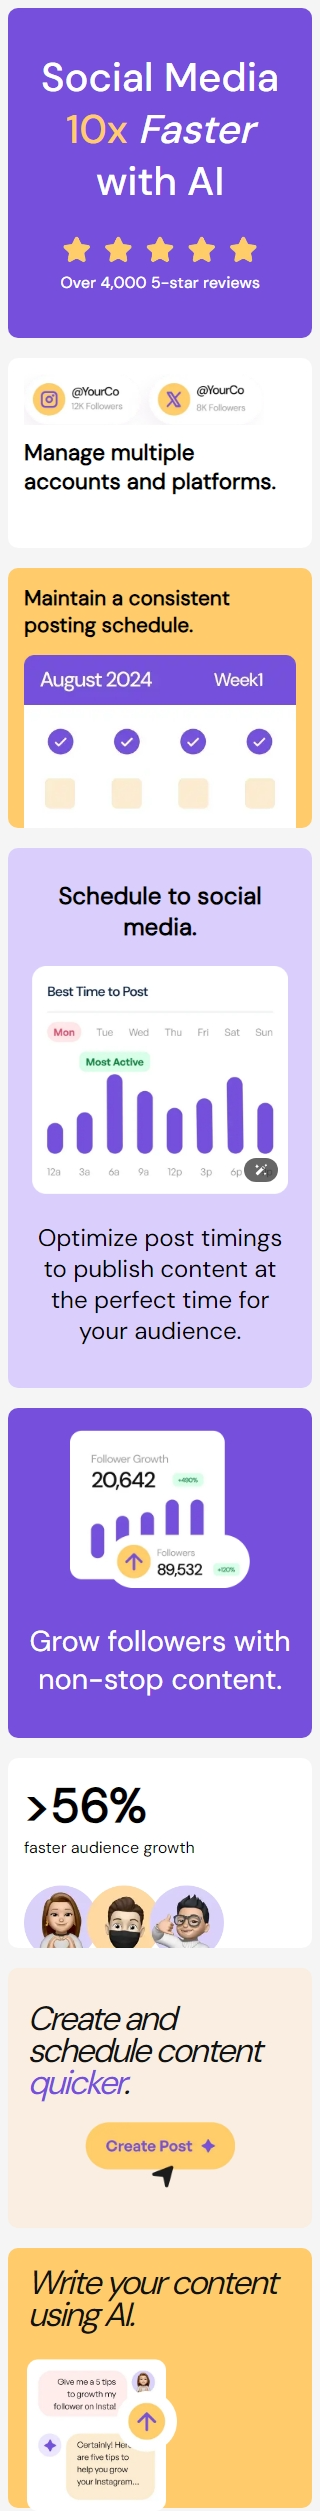 Social Media
10x Faster
with AI
Over 4,000 5-star reviews
@YourCo
12K Followers
@YourCo
8K Followers
Manage multiple
accounts and platforms.
Maintain a consistent
posting schedule.
August 2024 Week1
Schedule to social
media.
Best Time to Post
Mon Tue Wed Thu Fri Sat Sun
Most Active
12a 3a 6a 9a 12p 3p 6p
Optimize post timings
to publish content at
the perfect time for
your audience.
Follower Growth
20,642 +490%
Followers
89,532 +120%
Grow followers with
non-stop content.
>56%
faster audience growth
Create and
schedule content
quicker.
Create Post
Write your content
using AI.
Give me a 5 tips
to growth my
follower on Insta!
Certainly! Here
are five tips to
help you grow
your Instagram...